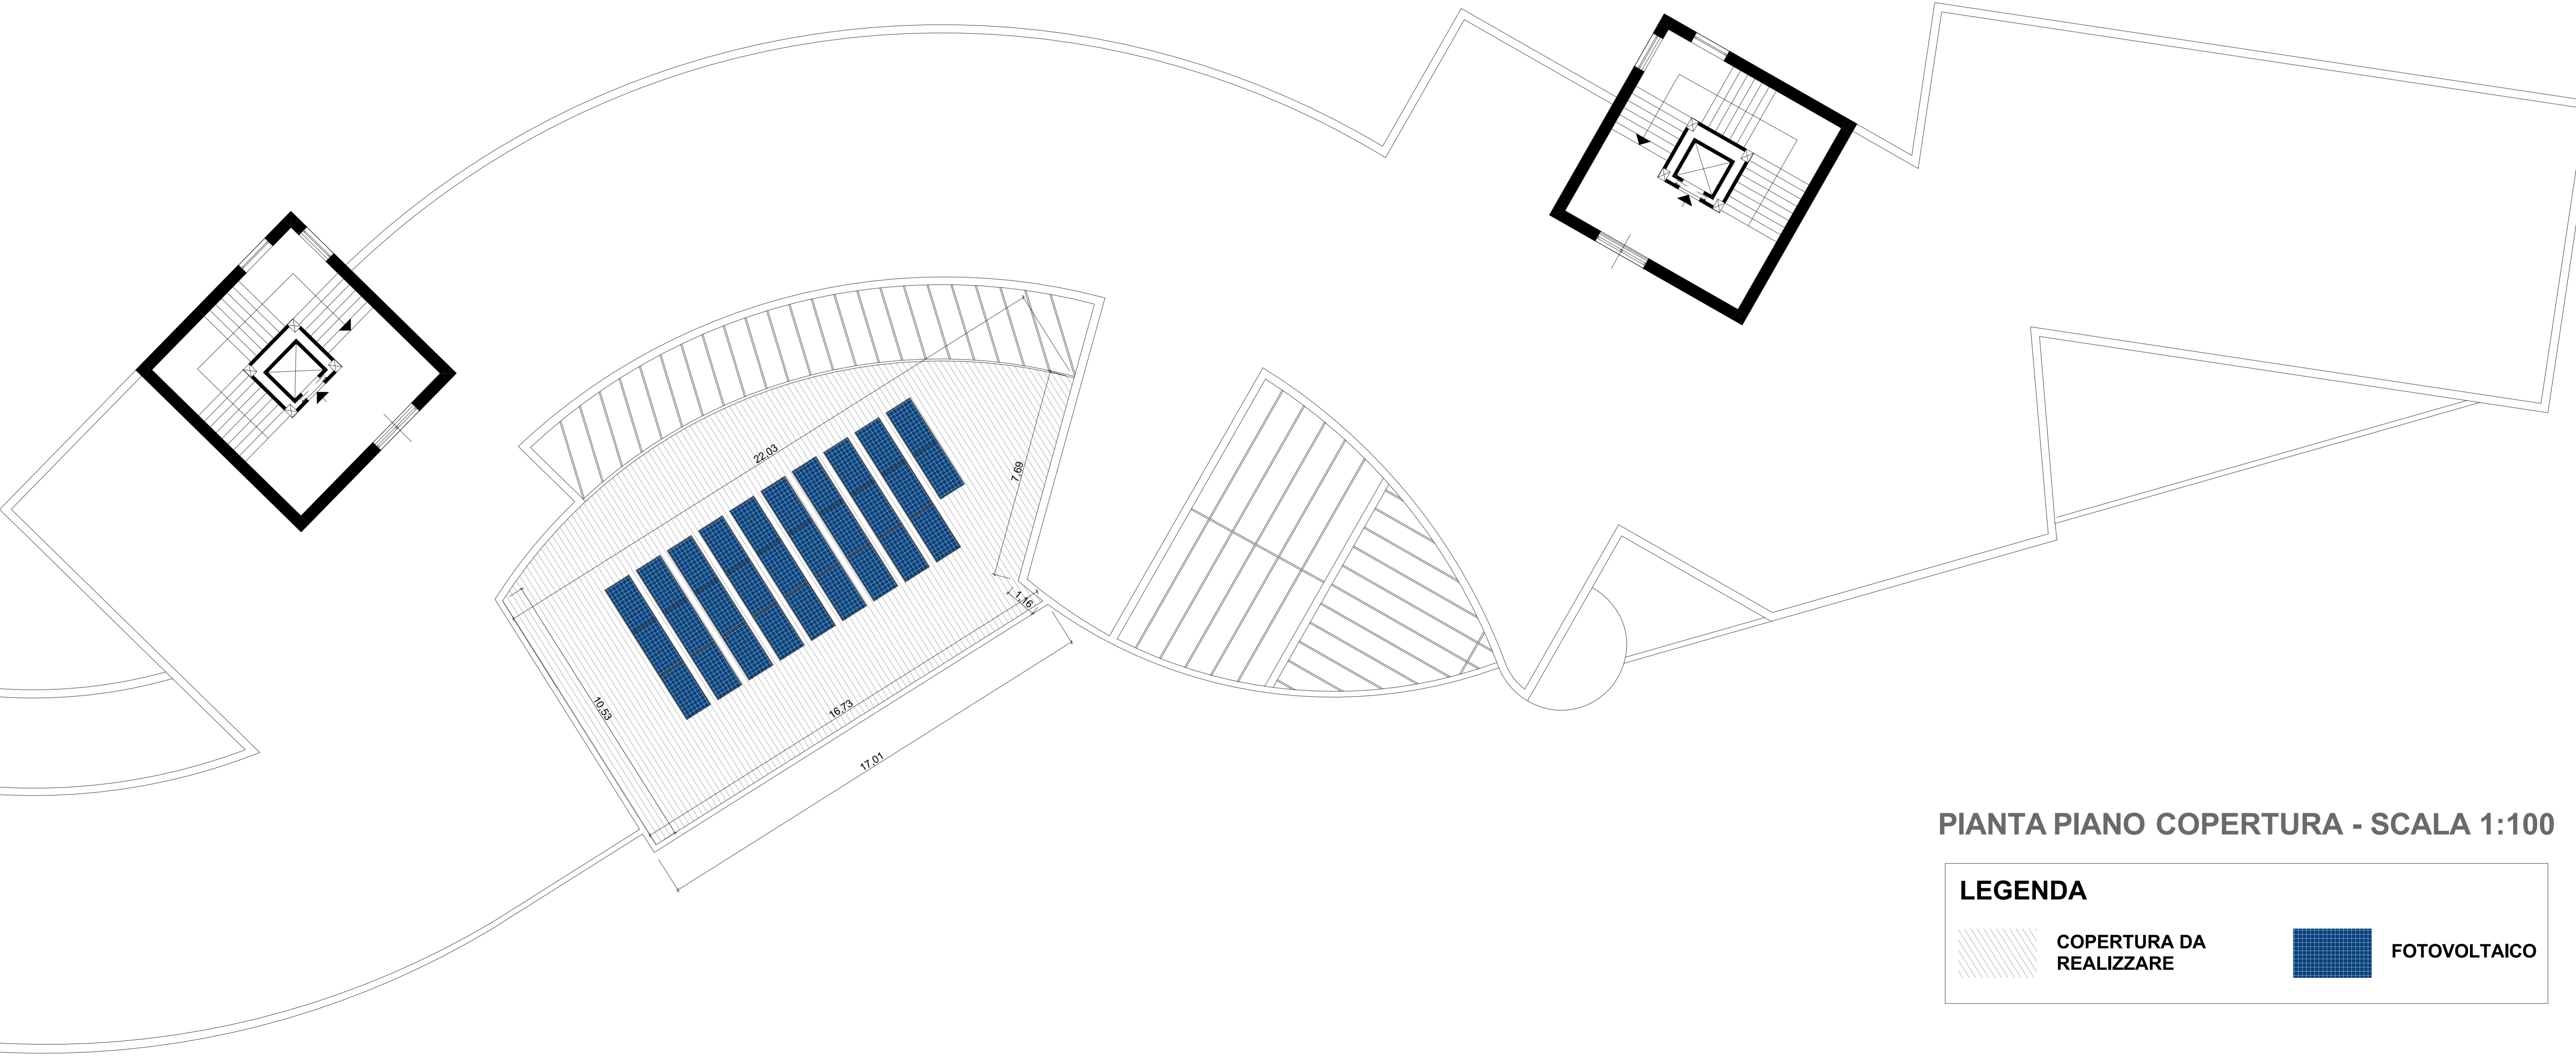 22,03
7,69
1,16
10,53
16,73
17,01
PIANTA PIANO COPERTURA - SCALA 1:100
LEGENDA
COPERTURA DA
REALIZZARE
FOTOVOLTAICO